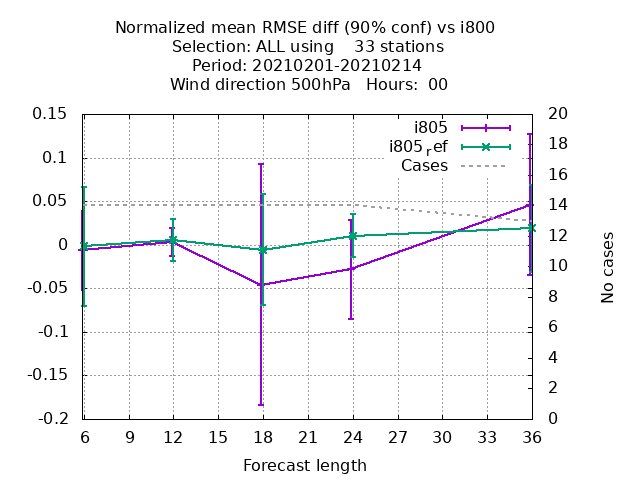 Normalized mean RMSE diff (90% conf) vs i800
Selection: ALL using    33 stations
Period: 20210201-20210214
Wind direction 500hPa   Hours:  00
0.15
0.1
0.05
0
-0.05
-0.1
-0.15
-0.2
20
18
16
14
12
10
8
6
4
2
0
i805
i805ref
Cases
No cases
6 9 12 15 18 21 24 27 30 33 36
Forecast length